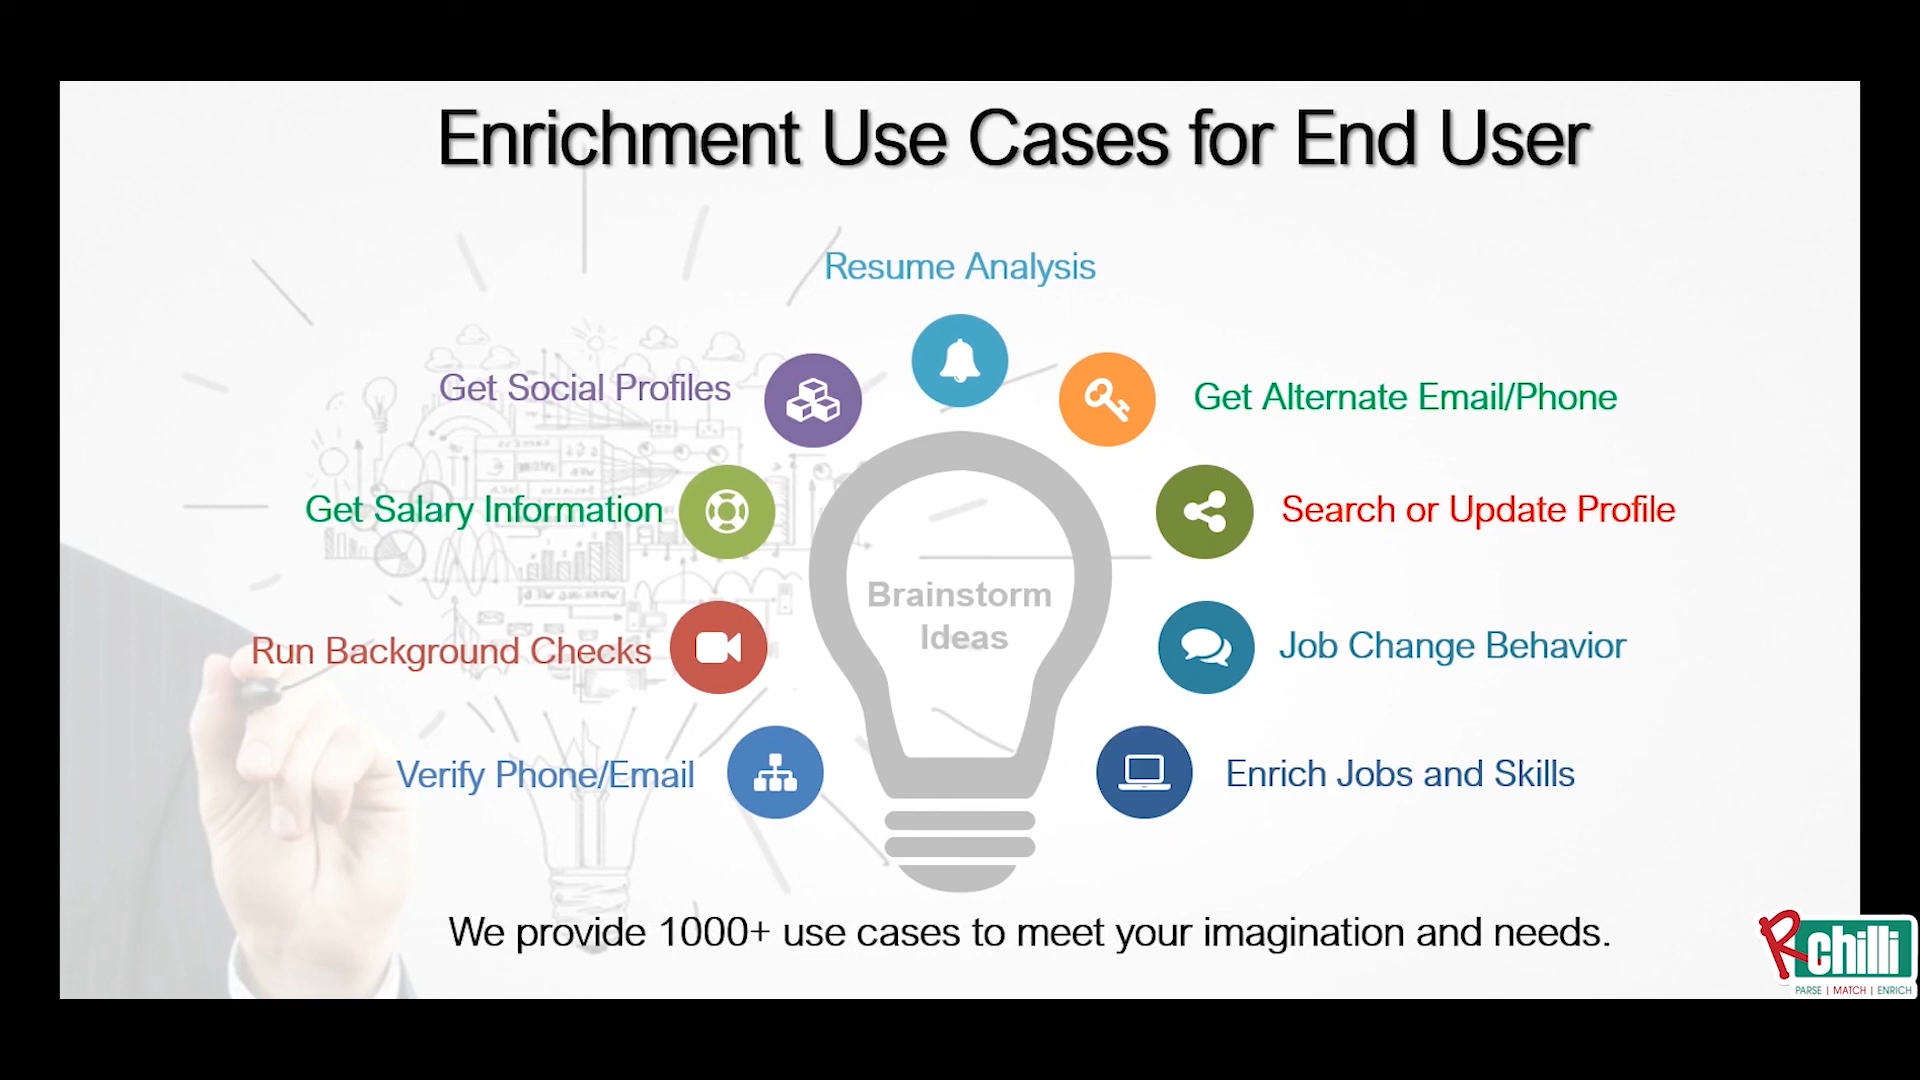 Enrichment Use Cases for End User
Resume Analysis
Get Social Profiles
Get Alternate Email/Phone
Get Salary Information
Search or Update Profile
Brainstorm
Ideas
Run Background Checks
Job Change Behavior
Verify Phone/Email
Enrich Jobs and Skills
We provide 1000+ use cases to meet your imagination and needs.
Rchilli
PARSE | MATCH | ENRICH